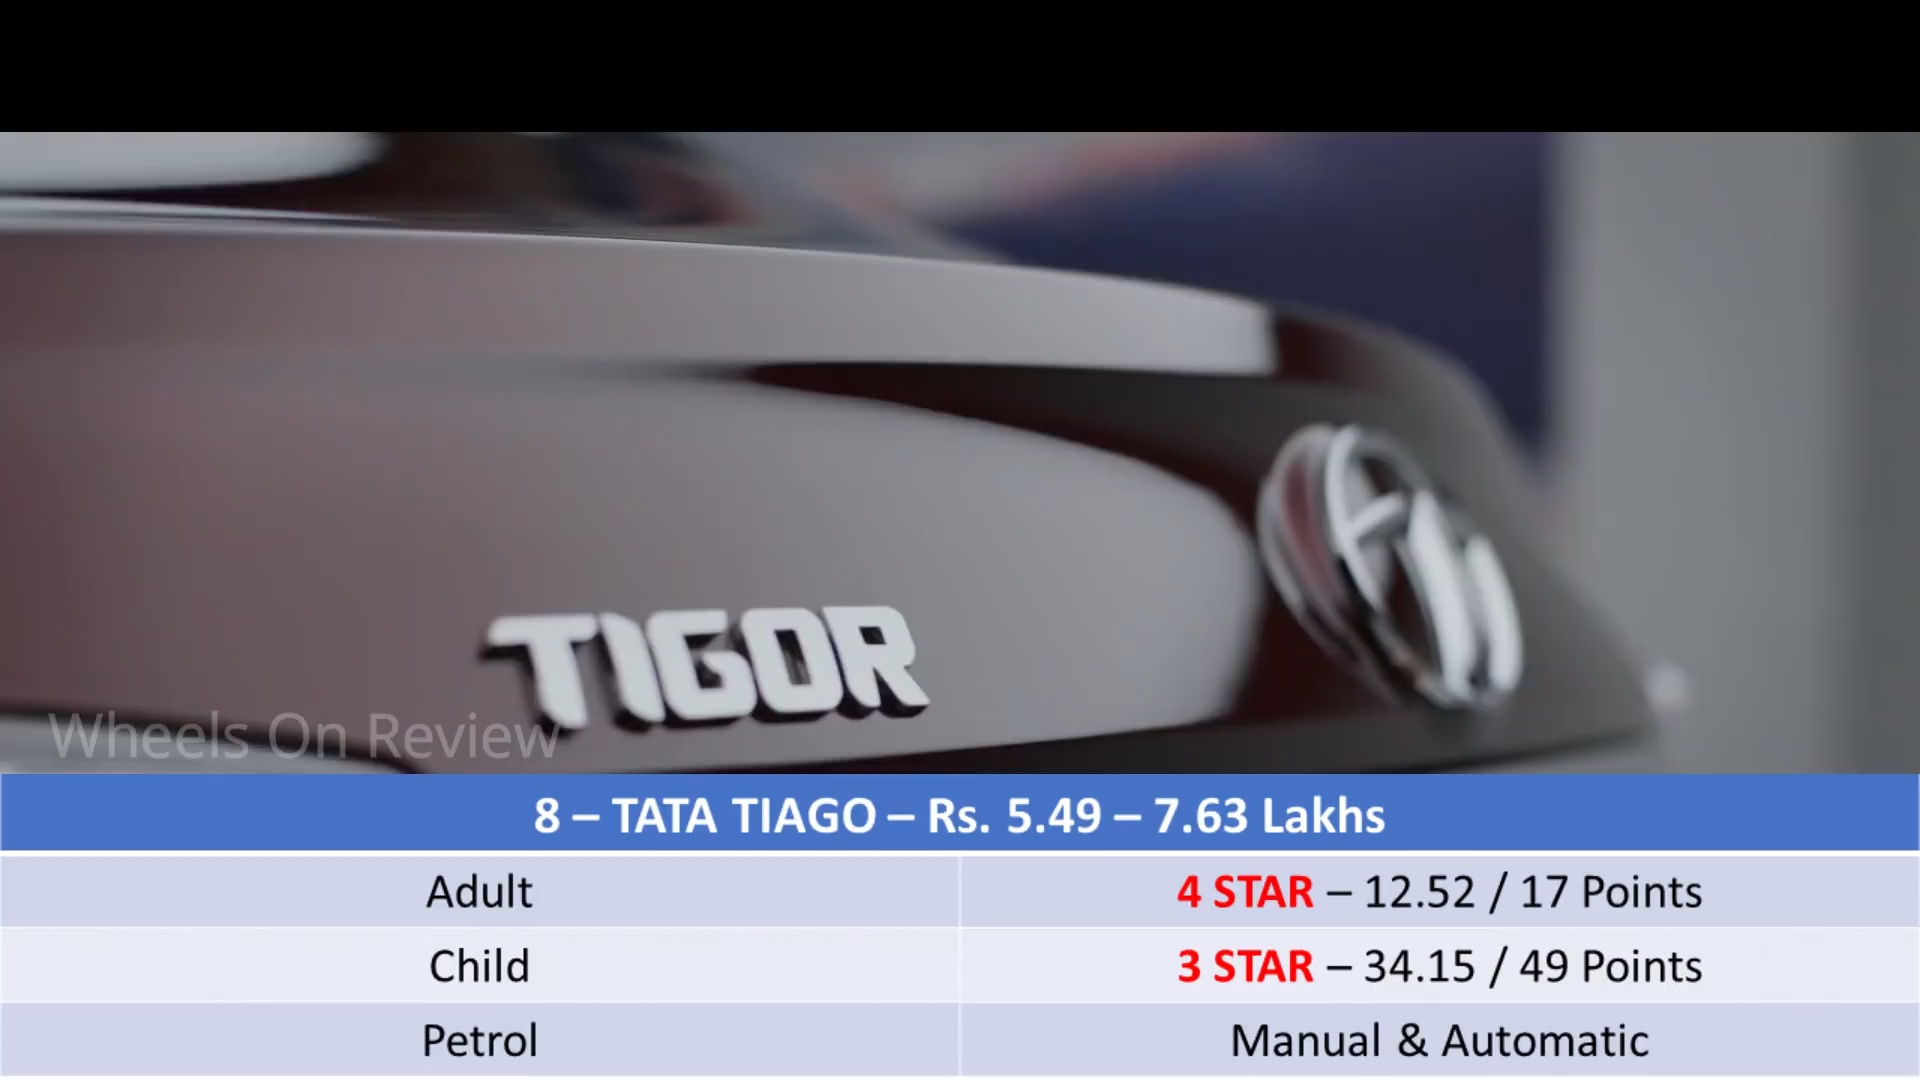 TIGOR
Wheels On Review
8 – TATA TIAGO – Rs. 5.49 – 7.63 Lakhs
Adult 4 STAR – 12.52 / 17 Points
Child 3 STAR – 34.15 / 49 Points
Petrol Manual & Automatic